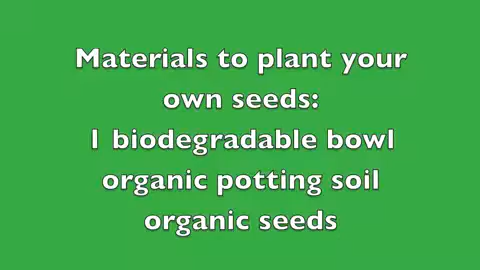 Materials to plant your
own seeds:
1 biodegradable bowl
organic potting soil
organic seeds